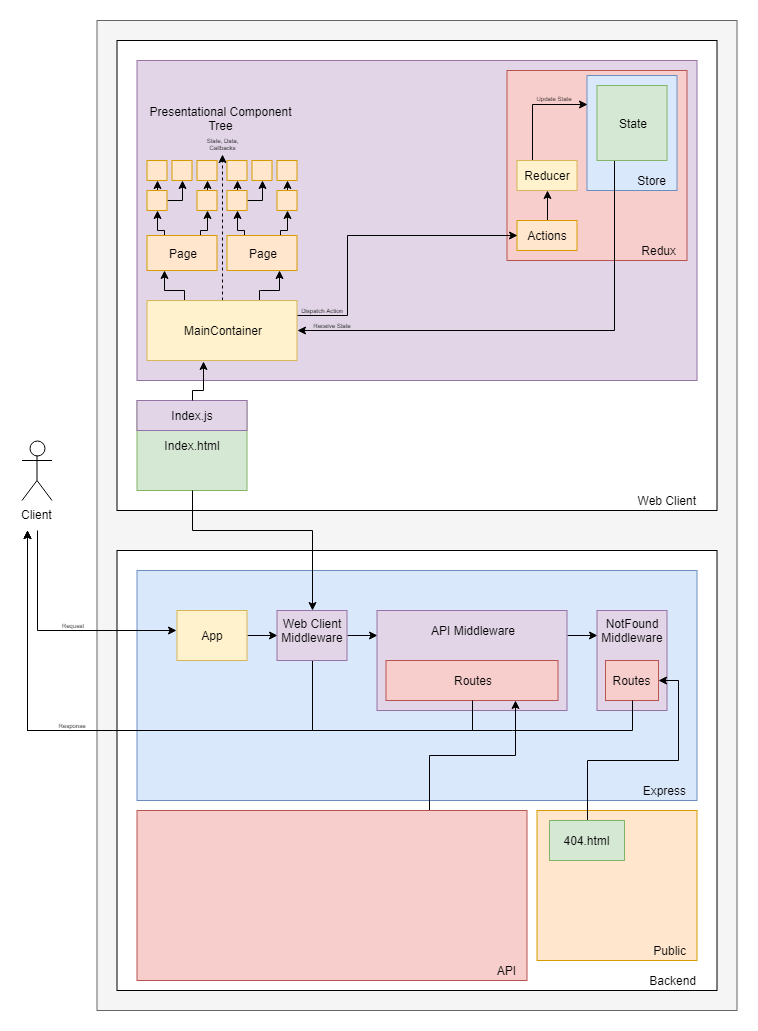 Presentational Component
Tree
State, Data,
Callbacks
Update State
State
Reducer
Store
Actions
Redux
Page
Page
Dispatch Action
Receive State
MainContainer
Index.js
Index.html
Client
Web Client
Request
App
Web Client
Middleware
API Middleware
Routes
NotFound
Middleware
Routes
Response
Express
404.html
Public
API
Backend